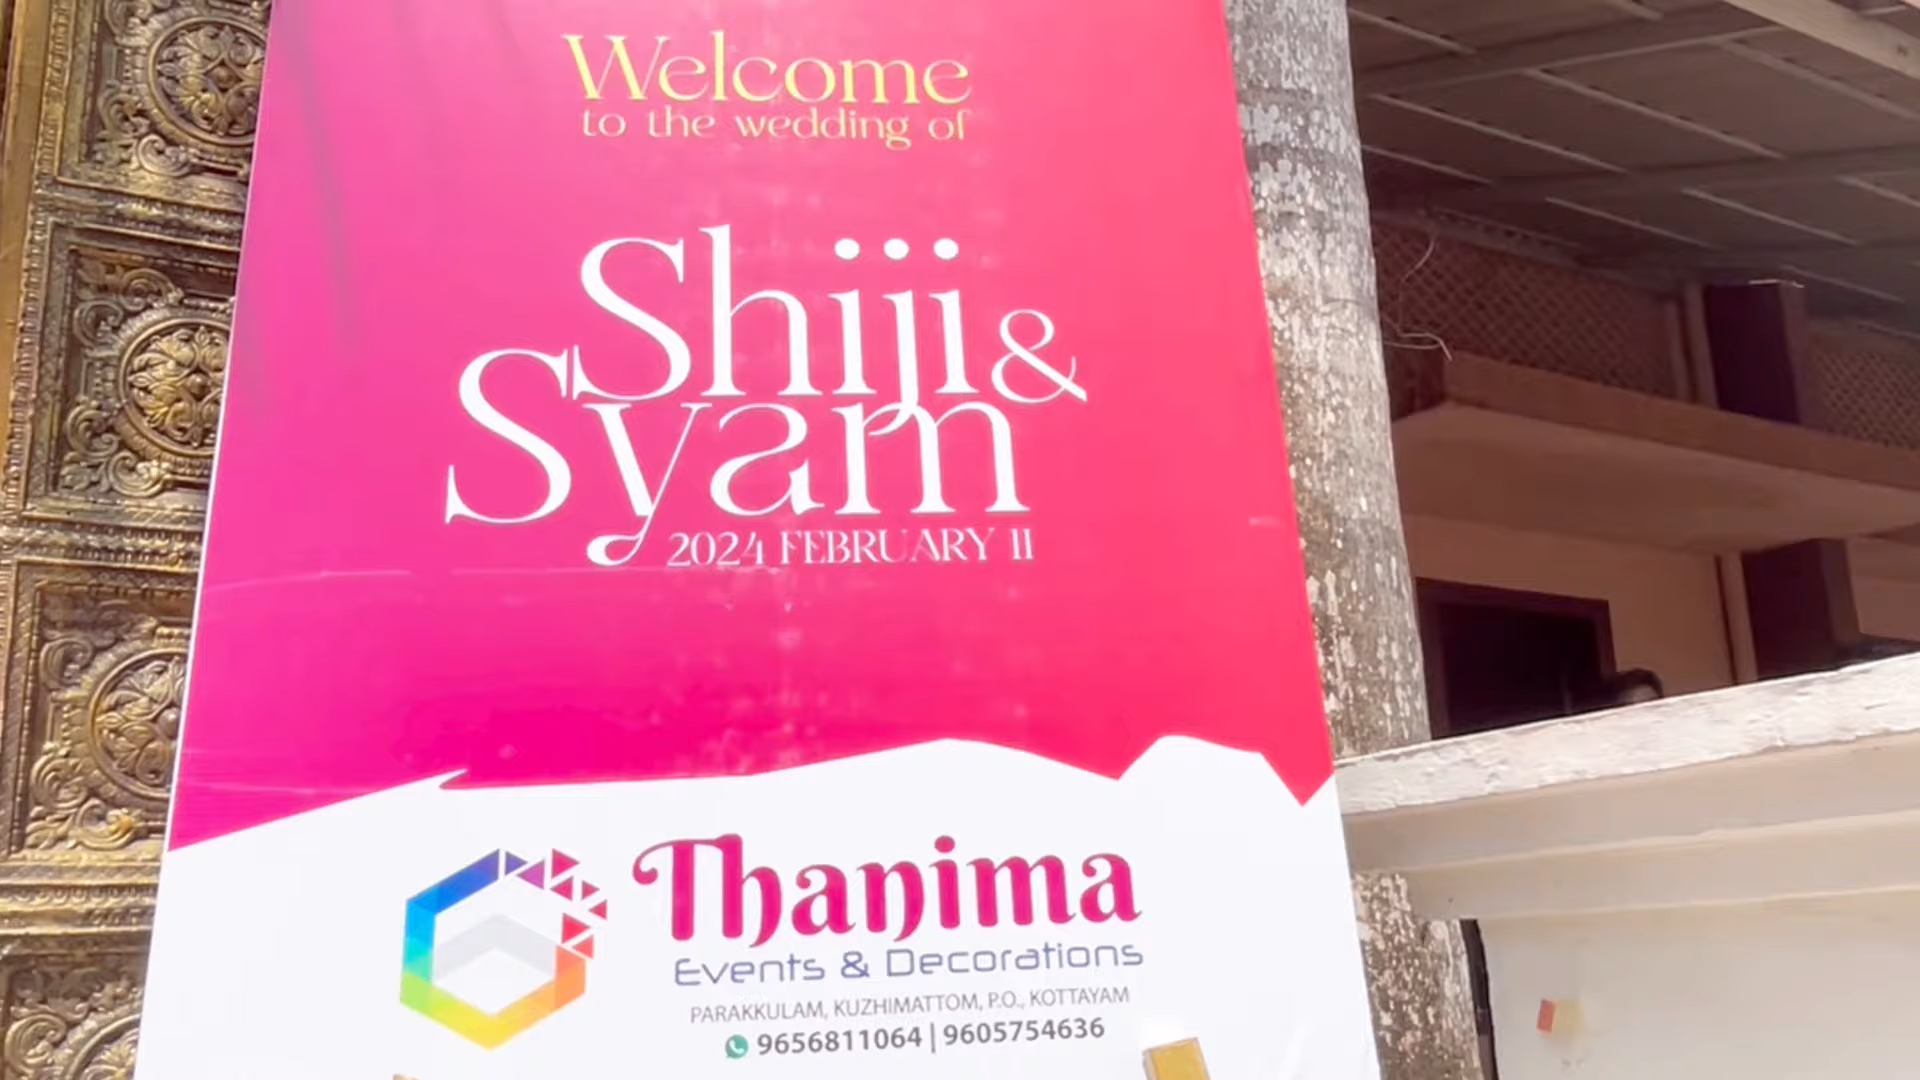 Welcome
to the wedding of
Shiji &
Syam
2024 FEBRUARY 11
Thanima
Events & Decorations
PARAKKULAM, KUZHIMATTOM, P.O., KOTTAYAM
9656811064 | 9605754636